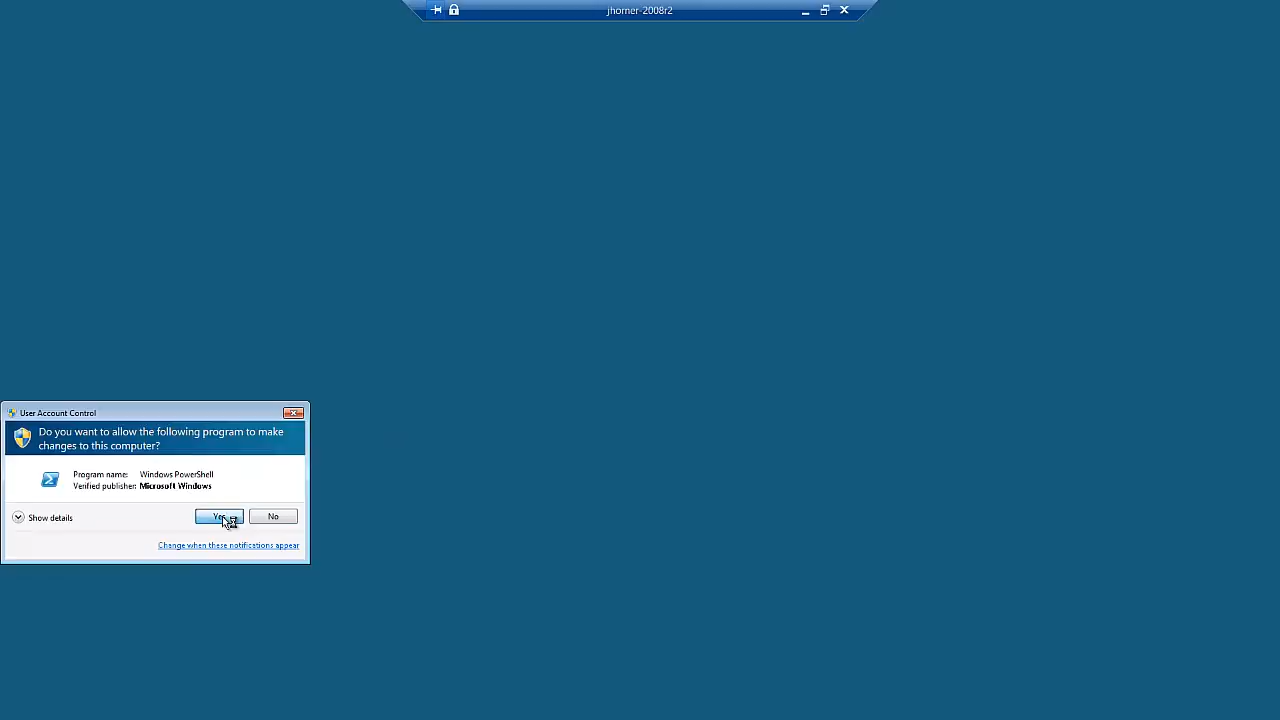 jhorner-2008r2
User Account Control
Do you want to allow the following program to make
changes to this computer?
Program name: Windows PowerShell
Verified publisher: Microsoft Windows
Show details
Yes
No
Change when these notifications appear